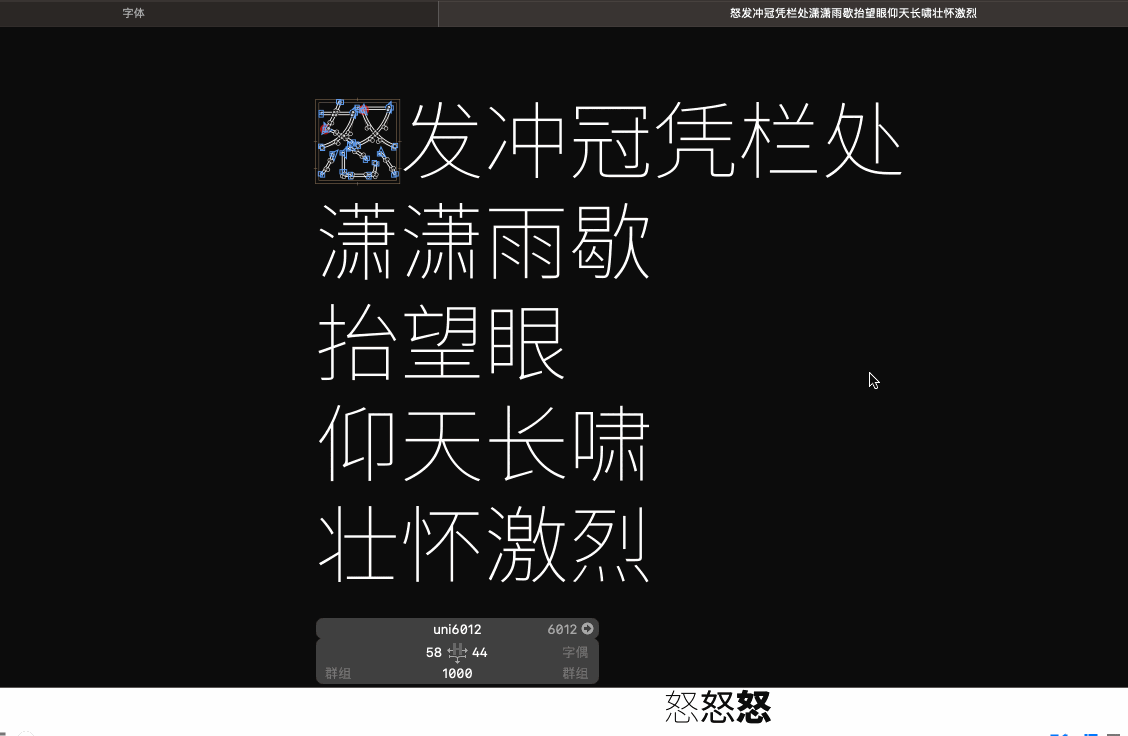 字体
怒发冲冠凭栏处潇潇雨歇抬望眼仰天长啸壮怀激烈
怒发冲冠凭栏处
潇潇雨歇
抬望眼
仰天长啸
壮怀激烈
uni6012 6012
58 44 字偶
群组 1000 群组
怒怒怒